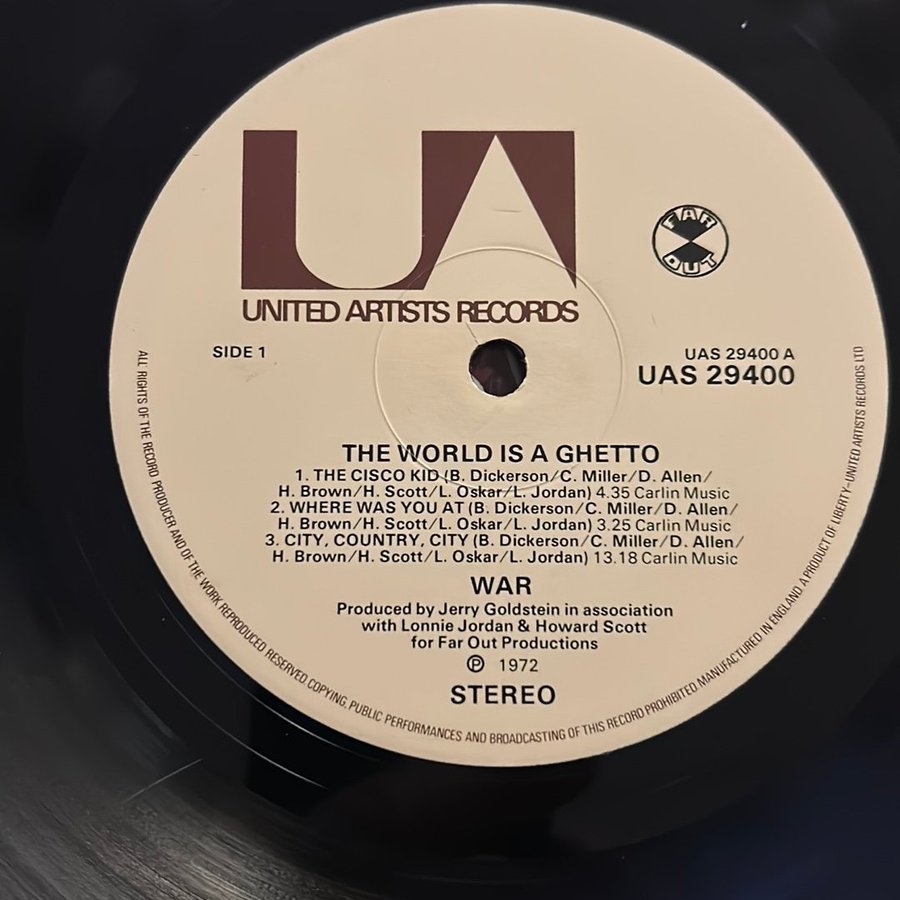 UA
UNITED ARTISTS RECORDS
FAR
OUT
SIDE 1
UAS 29400 A
UAS 29400
THE WORLD IS A GHETTO
1. THE CISCO KID (B. Dickerson/C. Miller/D. Allen/
H. Brown/H. Scott/L. Oskar/L. Jordan) 4.35 Carlin Music
2. WHERE WAS YOU AT (B. Dickerson/C. Miller/D. Allen/
H. Brown/H. Scott/L. Oskar/L. Jordan) 3.25 Carlin Music
3. CITY, COUNTRY, CITY (B. Dickerson/C. Miller/D. Allen/
H. Brown/H. Scott/L. Oskar/L. Jordan) 13.18 Carlin Music
WAR
Produced by Jerry Goldstein in association
with Lonnie Jordan & Howard Scott
for Far Out Productions
℗ 1972
STEREO
ALL RIGHTS OF THE RECORD PRODUCER AND OF THE WORK REPRODUCED RESERVED. COPYING, PUBLIC PERFORMANCES AND BROADCASTING OF THIS RECORD PROHIBITED. MANUFACTURED IN ENGLAND A PRODUCT OF LIBERTY-UNITED ARTISTS RECORDS LTD